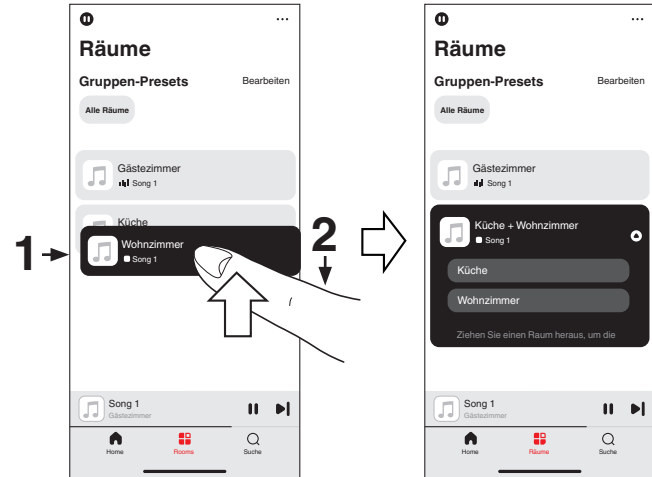 Räume
Gruppen-Presets Bearbeiten
Alle Räume
Gästezimmer
Song 1
Küche
Wohnzimmer
Song 1
1
2
Song 1
Gästezimmer
Home Rooms Suche
Räume
Gruppen-Presets Bearbeiten
Alle Räume
Gästezimmer
Song 1
Küche + Wohnzimmer
Song 1
Küche
Wohnzimmer
Ziehen Sie einen Raum heraus, um die
Song 1
Gästezimmer
Home Räume Suche